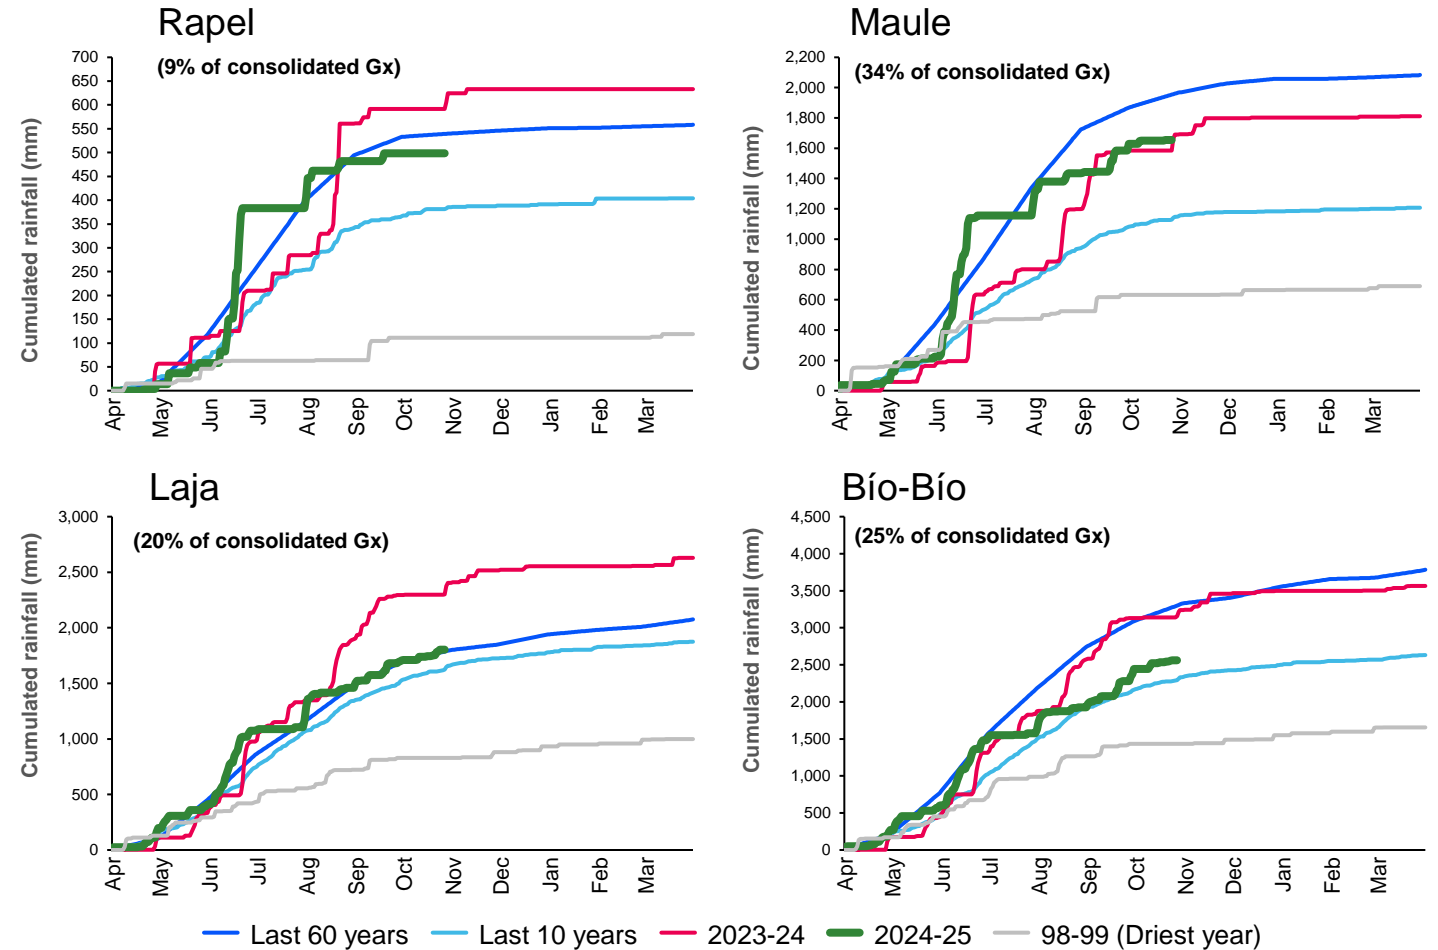 Rapel
(9% of consolidated Gx)
Cumulated rainfall (mm)
700
650
600
550
500
450
400
350
300
250
200
150
100
50
0
Apr May Jun Jul Aug Sep Oct Nov Dec Jan Feb Mar
Maule
(34% of consolidated Gx)
Cumulated rainfall (mm)
2,200
2,000
1,800
1,600
1,400
1,200
1,000
800
600
400
200
0
Apr May Jun Jul Aug Sep Oct Nov Dec Jan Feb Mar
Laja
(20% of consolidated Gx)
Cumulated rainfall (mm)
3,000
2,500
2,000
1,500
1,000
500
0
Apr May Jun Jul Aug Sep Oct Nov Dec Jan Feb Mar
Bío-Bío
(25% of consolidated Gx)
Cumulated rainfall (mm)
4,500
4,000
3,500
3,000
2,500
2,000
1,500
1,000
500
0
Apr May Jun Jul Aug Sep Oct Nov Dec Jan Feb Mar
Last 60 years Last 10 years 2023-24 2024-25 98-99 (Driest year)